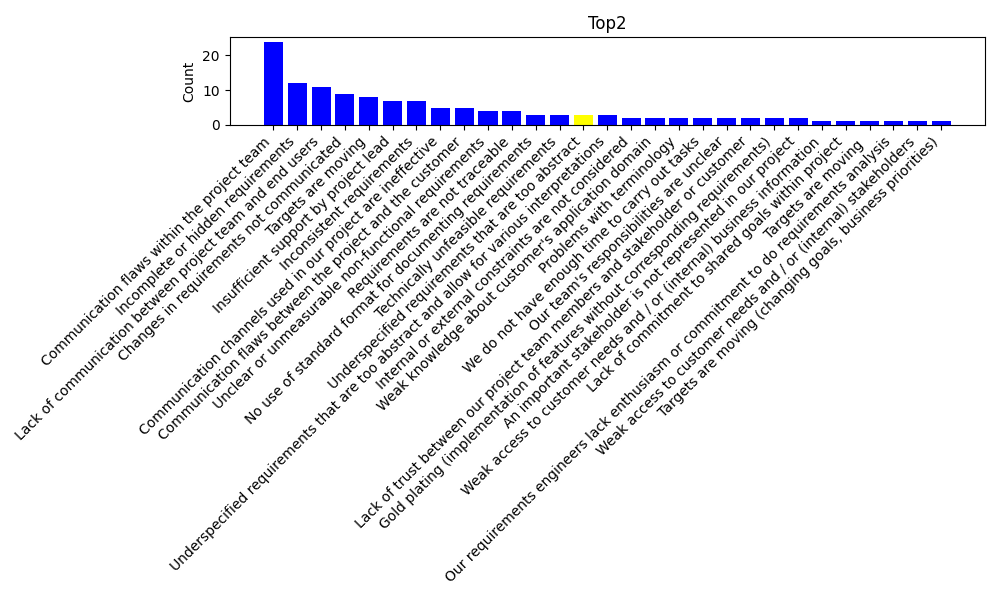 Top2
Count
20
10
0
Communication flaws within the project team
Incomplete or hidden requirements
Lack of communication between project team and end users
Changes in requirements not communicated
Targets are moving
Insufficient support by project lead
Inconsistent requirements
Communication channels used in our project are ineffective
Communication flaws between the project and the customer
Unclear or unmeasurable non-functional requirements
Requirements are not traceable
No use of standard format for documenting requirements
Technically unfeasible requirements
Underspecified requirements that are too abstract
Underspecified requirements that are too abstract and allow for various interpretations
Internal or external constraints are not considered
Weak knowledge about customer's application domain
Problems with terminology
We do not have enough time to carry out tasks
Our team's responsibilities are unclear
Lack of trust between our project team members and stakeholder or customer
Gold plating (implementation of features without corresponding requirements)
An important stakeholder is not represented in our project
Weak access to customer needs and / or (internal) business information
Lack of commitment to shared goals within project
Targets are moving
Our requirements engineers lack enthusiasm or commitment to do requirements analysis
Weak access to customer needs and / or (internal) stakeholders
Targets are moving (changing goals, business priorities)